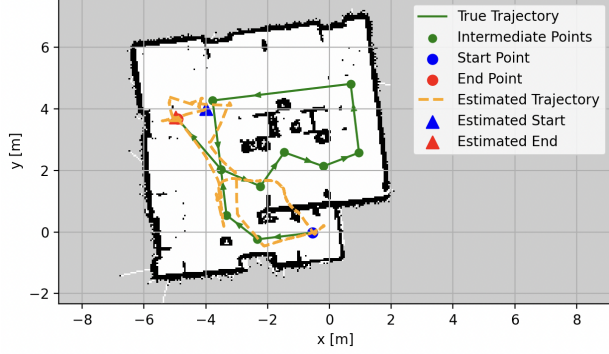 True Trajectory
Intermediate Points
Start Point
End Point
Estimated Trajectory
Estimated Start
Estimated End
y [m]
6
4
2
0
−2
−8
−6
−4
−2
0
2
4
6
8
x [m]